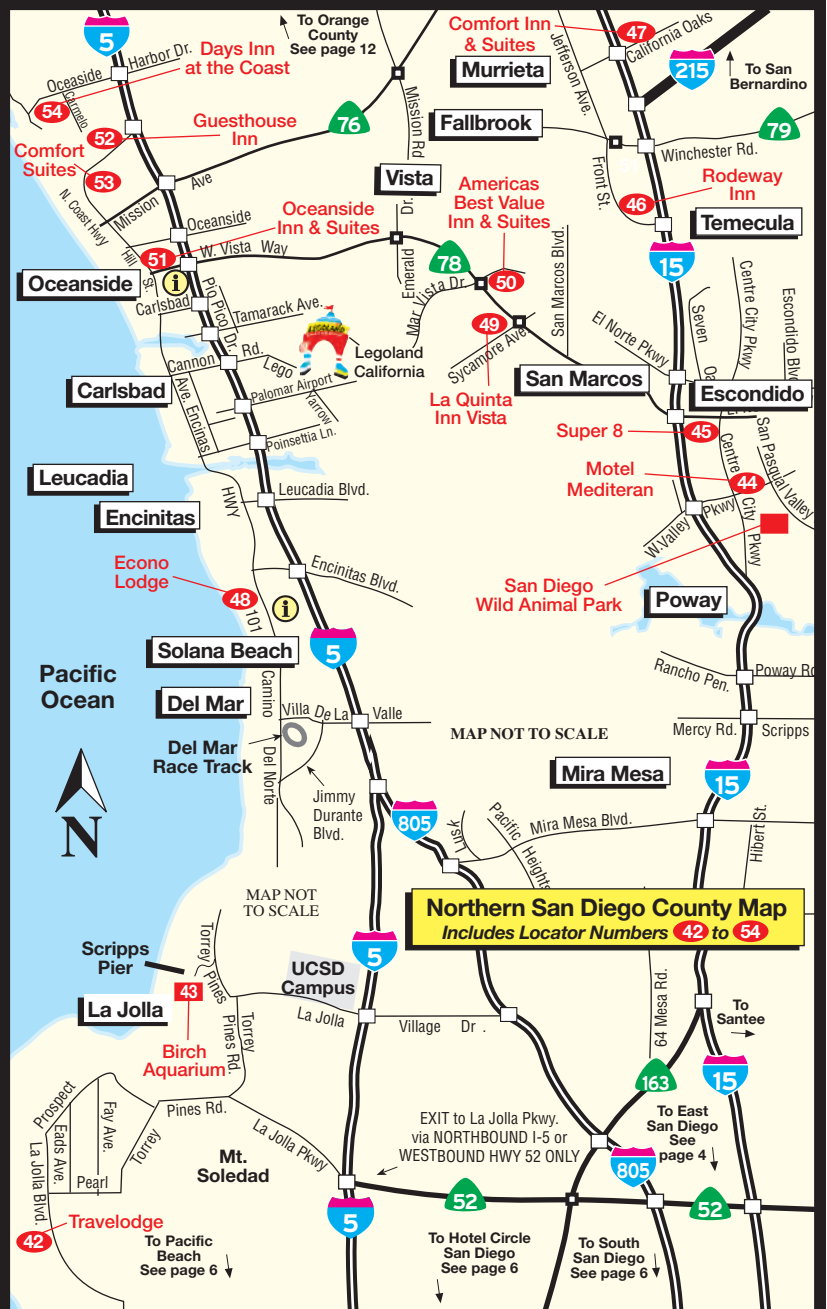 5
To Orange
County
See page 12
Comfort Inn
& Suites
47
California Oaks
Harbor Dr.
Days Inn
at the Coast
Jefferson Ave.
Murrieta
215
To San
Bernardino
Oceaside
54
Carmelo
52
Guesthouse
Inn
76
Mission Rd
Fallbrook
79
Winchester Rd.
Comfort
Suites
53
Mission
Ave
Vista
Americas
Best Value
Inn & Suites
Front St.
46
Rodeway
Inn
N. Coast Hwy
Oceanside
Oceanside
Inn & Suites
Dr.
Temecula
51
Hill
St.
W. Vista Way
78
15
Oceanside
i
Emerald
Mar Vista Dr.
50
San Marcos Blvd.
Centre City Pkwy
Seven
Escondido Blvd
Carlsbad
Pio Pico Dr.
Tamarack Ave.
LEGOLAND
Legoland
California
49
Sycamore Ave.
El Norte Pkwy
Cannon
Rd.
Lego
Carlsbad
Ave. Encinas
Palomar Airport
Yarrow
La Quinta
Inn Vista
San Marcos
Escondido
Poinsettia Ln.
Super 8
45
Centre
City
Pkwy
San Pasqual Valley
Leucadia
Motel
Mediteran
44
HWY
Leucadia Blvd.
Encinitas
W.Valley
Pkwy
Econo
Lodge
48
101
i
Encinitas Blvd.
San Diego
Wild Animal Park
Poway
Solana Beach
5
Pacific
Ocean
Camino
Del Norte
Rancho Pen.
Poway Rd
Del Mar
Villa De La Valle
MAP NOT TO SCALE
Mercy Rd.
Scripps
Del Mar
Race Track
Mira Mesa
15
N
Jimmy
Durante
Blvd.
805
Lusk
Pacific
Heights
Mira Mesa Blvd.
Hibert St.
MAP NOT
TO SCALE
Northern San Diego County Map
Includes Locator Numbers 42 to 54
Scripps
Pier
Torrey
Pines
5
UCSD
Campus
43
La Jolla
La Jolla
Village Dr .
64 Mesa Rd.
To
Santee
Birch
Aquarium
Torrey
Pines Rd.
163
15
Prospect
Fay Ave.
Eads Ave.
Pines Rd.
Torrey
EXIT to La Jolla Pkwy.
via NORTHBOUND I-5 or
WESTBOUND HWY 52 ONLY
To East
San Diego
See
page 4
La Jolla Pkwy
Mt.
Soledad
805
La Jolla Blvd.
Pearl
52
52
5
Travelodge
42
To Pacific
Beach
See page 6
To Hotel Circle
San Diego
See page 6
To South
San Diego
See page 6